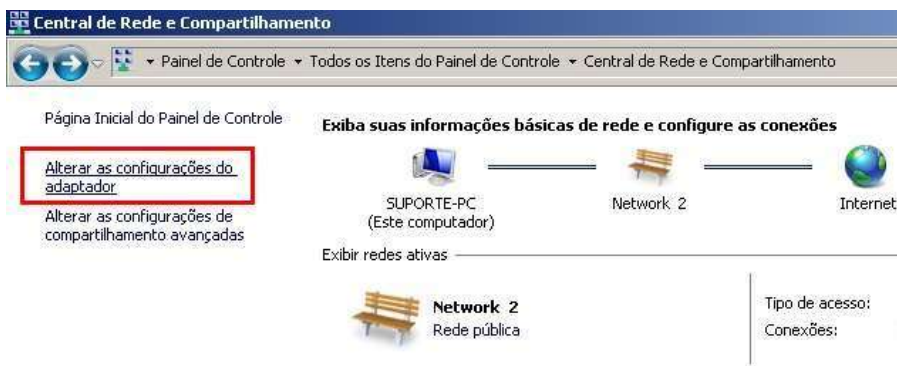 Central de Rede e Compartilhamento
Painel de Controle Todos os Itens do Painel de Controle Central de Rede e Compartilhamento
Página Inicial do Painel de Controle
Alterar as configurações do
adaptador
Alterar as configurações de
compartilhamento avançadas
Exiba suas informações básicas de rede e configure as conexões
SUPORTE-PC
(Este computador)
Network 2
Internet
Exibir redes ativas
Network 2
Rede pública
Tipo de acesso:
Conexões: